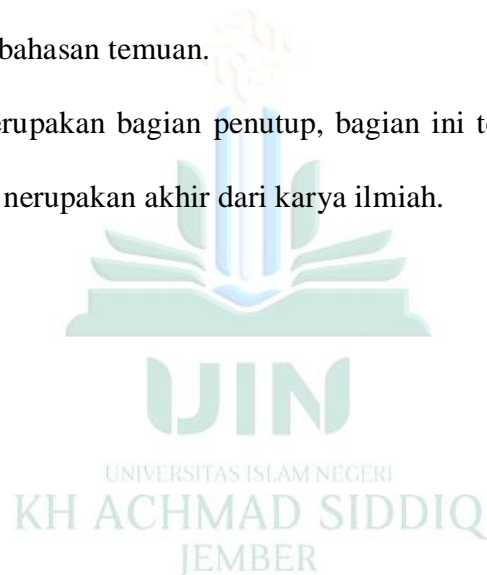 bahasan temuan.
erupakan bagian penutup, bagian ini t
nerupakan akhir dari karya ilmiah.
UIN
UNIVERSITAS ISLAM NEGERI
KH ACHMAD SIDDIQ
JEMBER